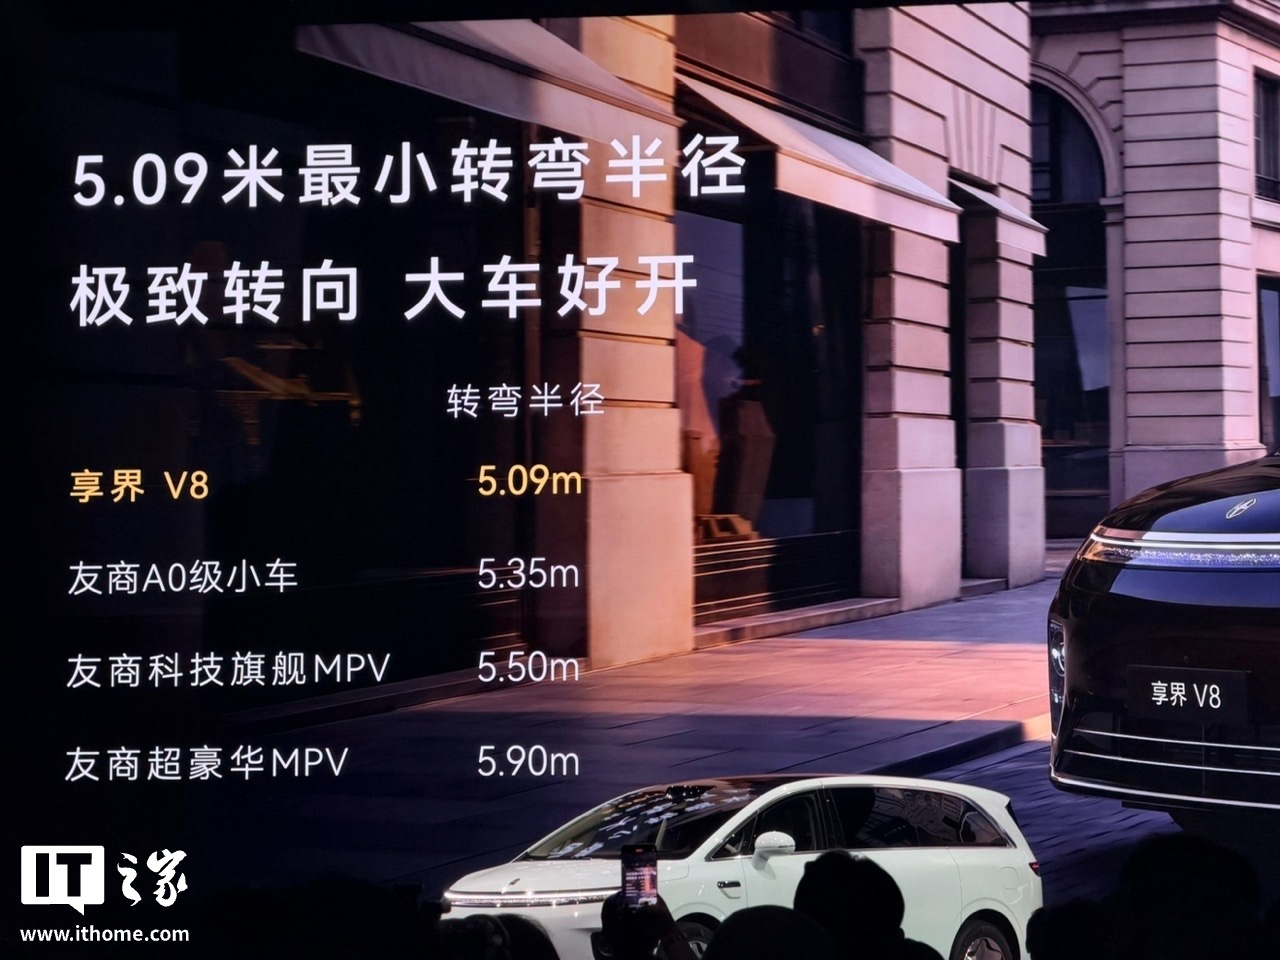 5.09米最小转弯半径
极致转向 大车好开
转弯半径
享界 V8 5.09m
友商A0级小车 5.35m
友商科技旗舰MPV 5.50m
友商超豪华MPV 5.90m
享界 V8
IT之家
www.ithome.com